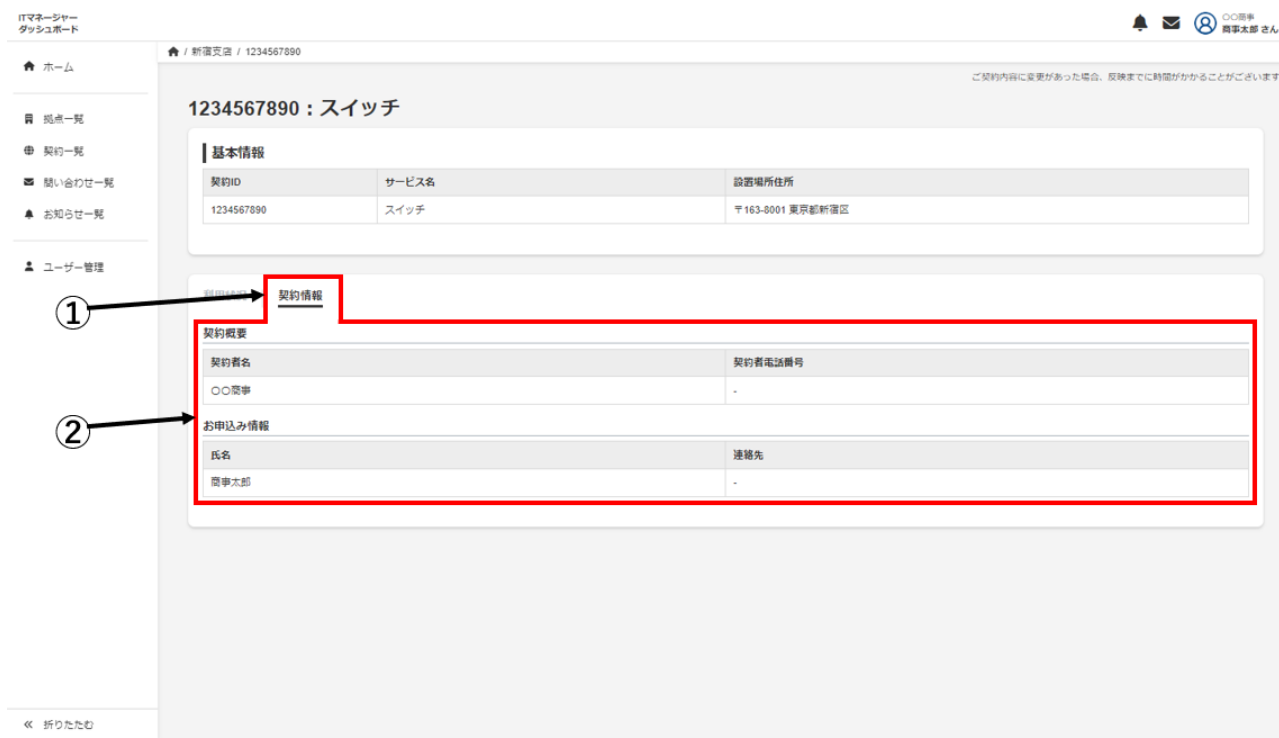 ITマネージャー
ダッシュボード
〇〇商事
商事太郎 さん
/ 新宿支店 / 1234567890
ホーム
ご契約内容に変更があった場合、反映までに時間がかかることがございます
1234567890：スイッチ
拠点一覧
契約一覧
問い合わせ一覧
お知らせ一覧
ユーザー管理
基本情報
契約ID サービス名 設置場所住所
1234567890 スイッチ 〒163-8001 東京都新宿区
① 契約情報
契約概要
契約者名 契約者電話番号
〇〇商事 -
②
お申込み情報
氏名 連絡先
商事太郎 -
折りたたむ